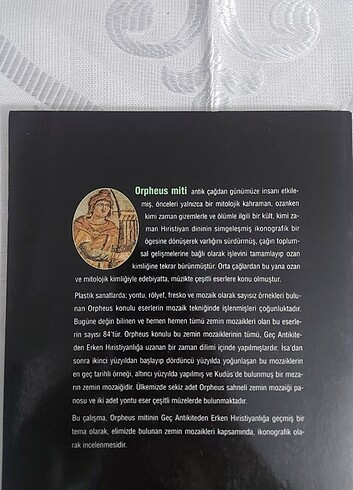 Orpheus miti antik çağdan günümüze insanı etkile-
miş, önceleri yalnızca bir mitolojik kahraman, ozanken
kimi zaman gizemlerle ve ölümle ilgili bir kült, kimi za-
man Hıristiyan dininin simgeleşmiş ikonografik bir
ögesine dönüşerek varlığını sürdürmüş, çağın toplum-
sal gelişmelerine bağlı olarak işlevini tamamlayıp ozan
kimliğine tekrar bürünmüştür. Orta çağlardan bu yana ozan
ve mitolojik kimliğiyle edebiyatta, müzikte çeşitli eserlere konu olmuştur.
Plastik sanatlarda; yontu, rölyef, fresko ve mozaik olarak sayısız örnekleri bulu-
nan Orpheus konulu eserlerin mozaik tekniğinde işlenmişleri çoğunluktadır.
Bugüne değin bilinen ve hemen hemen tümü zemin mozaikleri olan bu eserle-
rin sayısı 84'tür. Orpheus konulu bu zemin mozaiklerinin tümü, Geç Antikite-
den Erken Hıristiyanlığa uzanan bir zaman dilimi içinde yapılmışlardır. İsa'dan
sonra ikinci yüzyıldan başlayıp dördüncü yüzyılda yoğunlaşan bu mozaiklerin
en geç tarihli örneği, altıncı yüzyılda yapılmış ve Kudüs'de bulunmuş bir meza-
rın zemin mozaiğidir. Ülkemizde sekiz adet Orpheus sahneli zemin mozaiği pa-
nosu ve iki adet yontu eser çeşitli müzelerde bulunmaktadır.
Bu çalışma, Orpheus mitinin Geç Antikiteden Erken Hıristiyanlığa geçmiş bir
tema olarak, elimizde bulunan zemin mozaikleri kapsamında, ikonografik ola-
rak incelenmesidir.